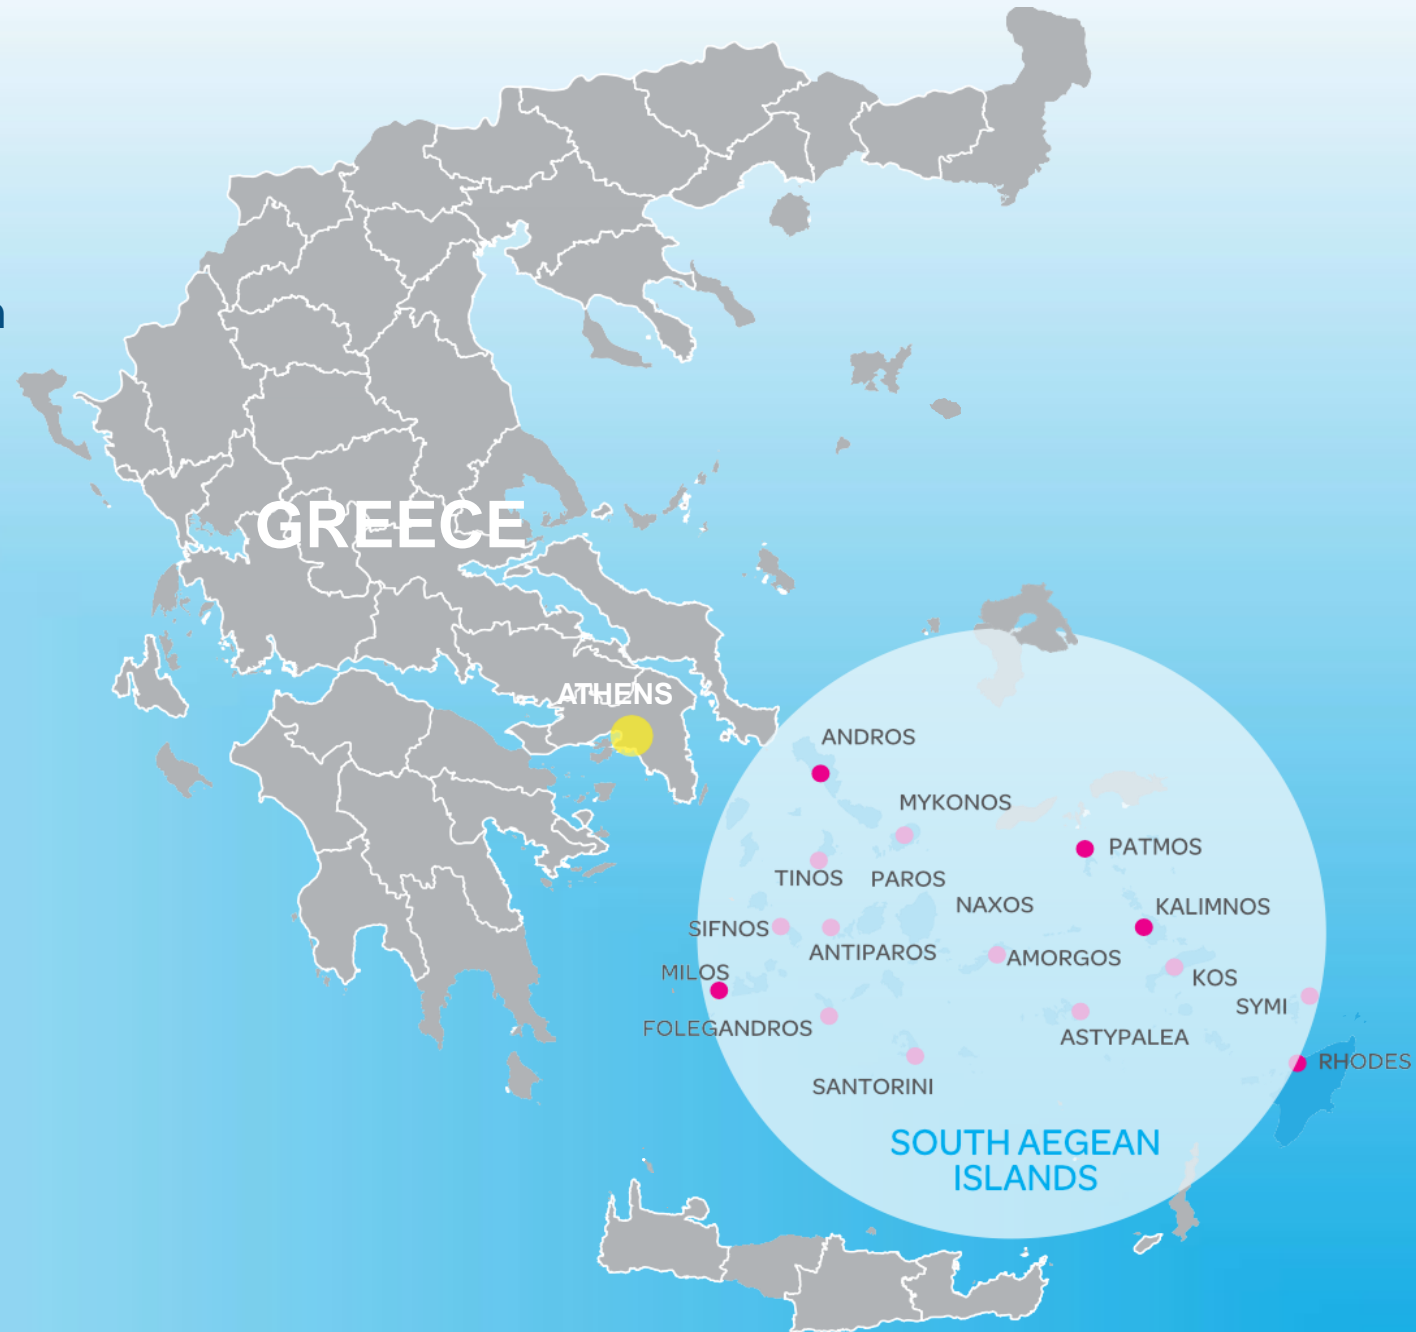 n
GREECE
ATHENS
ANDROS
MYKONOS
PATMOS
TINOS
PAROS
NAXOS
KALIMNOS
SIFNOS
ANTIPAROS
AMORGOS
MILOS
KOS
SYMI
FOLEGANDROS
ASTYPALEA
RHODES
SANTORINI
SOUTH AEGEAN
ISLANDS